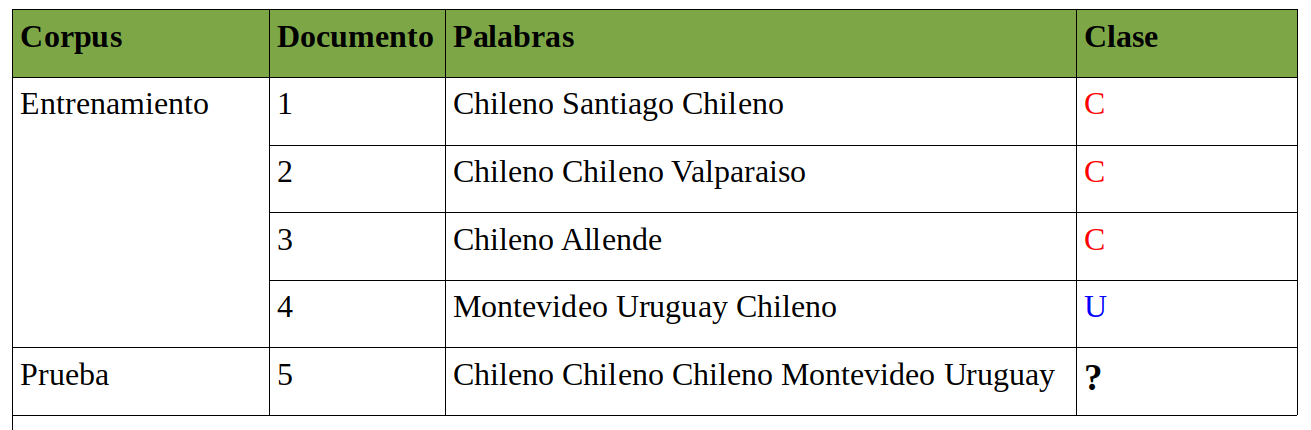 Corpus Documento Palabras Clase
Entrenamiento 1 Chileno Santiago Chileno C
2 Chileno Chileno Valparaiso C
3 Chileno Allende C
4 Montevideo Uruguay Chileno U
Prueba 5 Chileno Chileno Chileno Montevideo Uruguay ?